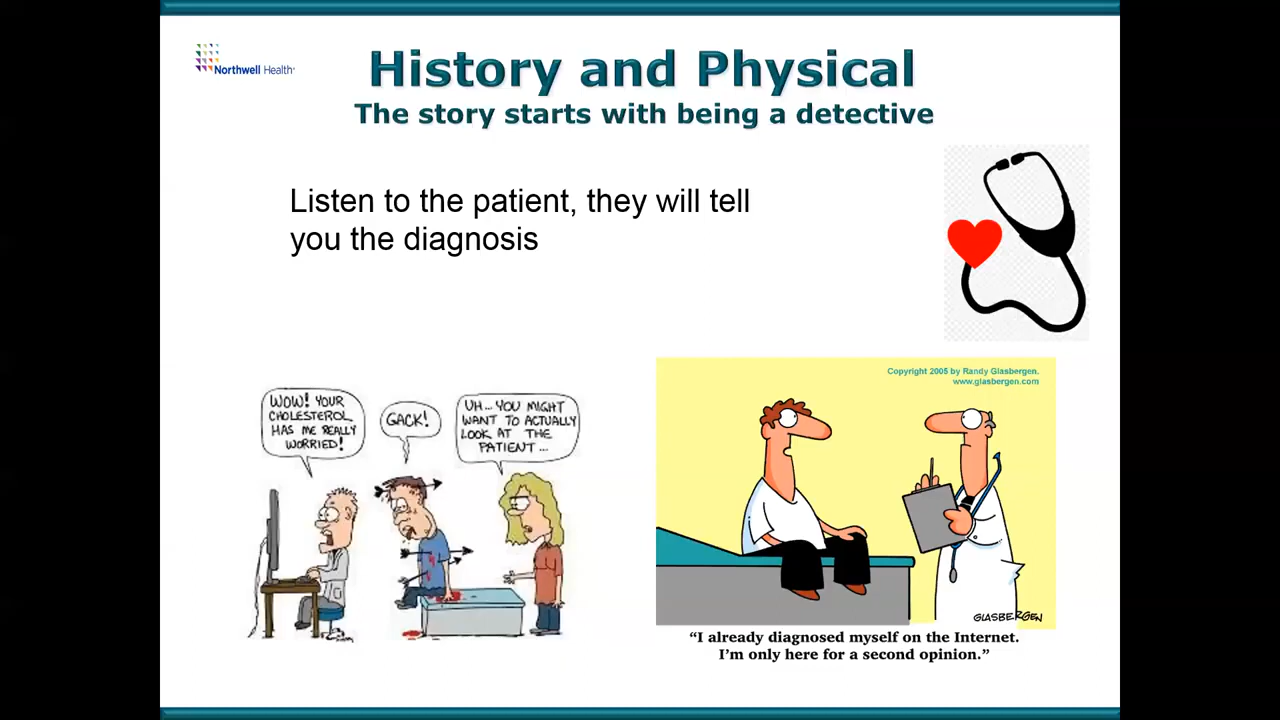 Northwell Health
History and Physical
The story starts with being a detective
Listen to the patient, they will tell
you the diagnosis
WOW! YOUR
CHOLESTEROL
HAS ME REALLY
WORRIED!
GACK!
UH... YOU MIGHT
WANT TO ACTUALLY
LOOK AT THE
PATIENT...
Copyright 2005 by Randy Glasbergen.
www.glasbergen.com
GLASBERGEN
“I already diagnosed myself on the Internet.
I’m only here for a second opinion.”